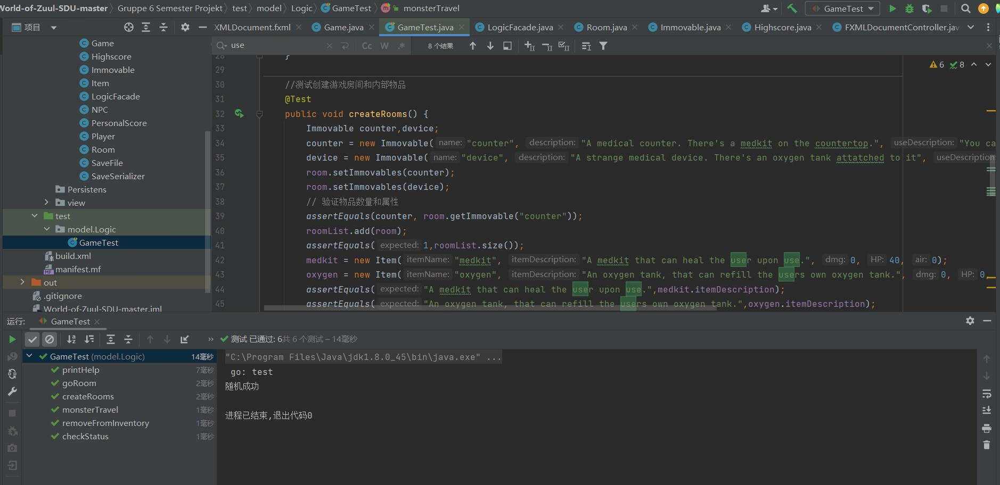 World-of-Zuul-SDU-master Gruppe 6 Semester Projekt test model Logic GameTest monsterTravel GameTest
项目 XMLDocument.fxml Game.java GameTest.java LogicFacade.java Room.java Immovable.java Highscore.java FXMLDocumentController.jav
Game
Highscore
Immovable
Item
LogicFacade
NPC
PersonalScore
Player
Room
SaveFile
SaveSerializer
Persistens
view
test
model.Logic
GameTest
build.xml
manifest.mf
out
.gitignore
World-of-Zuul-SDU-master.iml
use Cc W .* 8 个结果
6 8
28 }
29
30 //测试创建游戏房间和内部物品
31 @Test
32 public void createRooms() {
33 Immovable counter,device;
34 counter = new Immovable( name: "counter", description: "A medical counter. There's a medkit on the countertop.", useDescription: "You ca
35 device = new Immovable( name: "device", description: "A strange medical device. There's an oxygen tank attatched to it", useDescription
36 room.setImmovables(counter);
37 room.setImmovables(device);
38 // 验证物品数量和属性
39 assertEquals(counter, room.getImmovable("counter"));
40 roomList.add(room);
41 assertEquals( expected: 1,roomList.size());
42 medkit = new Item( itemName: "medkit", itemDescription: "A medkit that can heal the user upon use.", dmg: 0, HP: 40, air: 0);
43 oxygen = new Item( itemName: "oxygen", itemDescription: "An oxygen tank, that can refill the users own oxygen tank.", dmg: 0, HP: 0,
44 assertEquals( expected: "A medkit that can heal the user upon use.",medkit.itemDescription);
45 assertEquals( expected: "An oxygen tank, that can refill the users own oxygen tank.",oxygen.itemDescription);
运行: GameTest
» 测试 已通过: 6共 6 个测试 – 14毫秒
GameTest (model.Logic) 14毫秒
printHelp 7毫秒
goRoom 2毫秒
createRooms 2毫秒
monsterTravel 1毫秒
removeFromInventory 1毫秒
checkStatus 1毫秒
"C:\Program Files\Java\jdk1.8.0_45\bin\java.exe" ...
go: test
随机成功
进程已结束,退出代码0